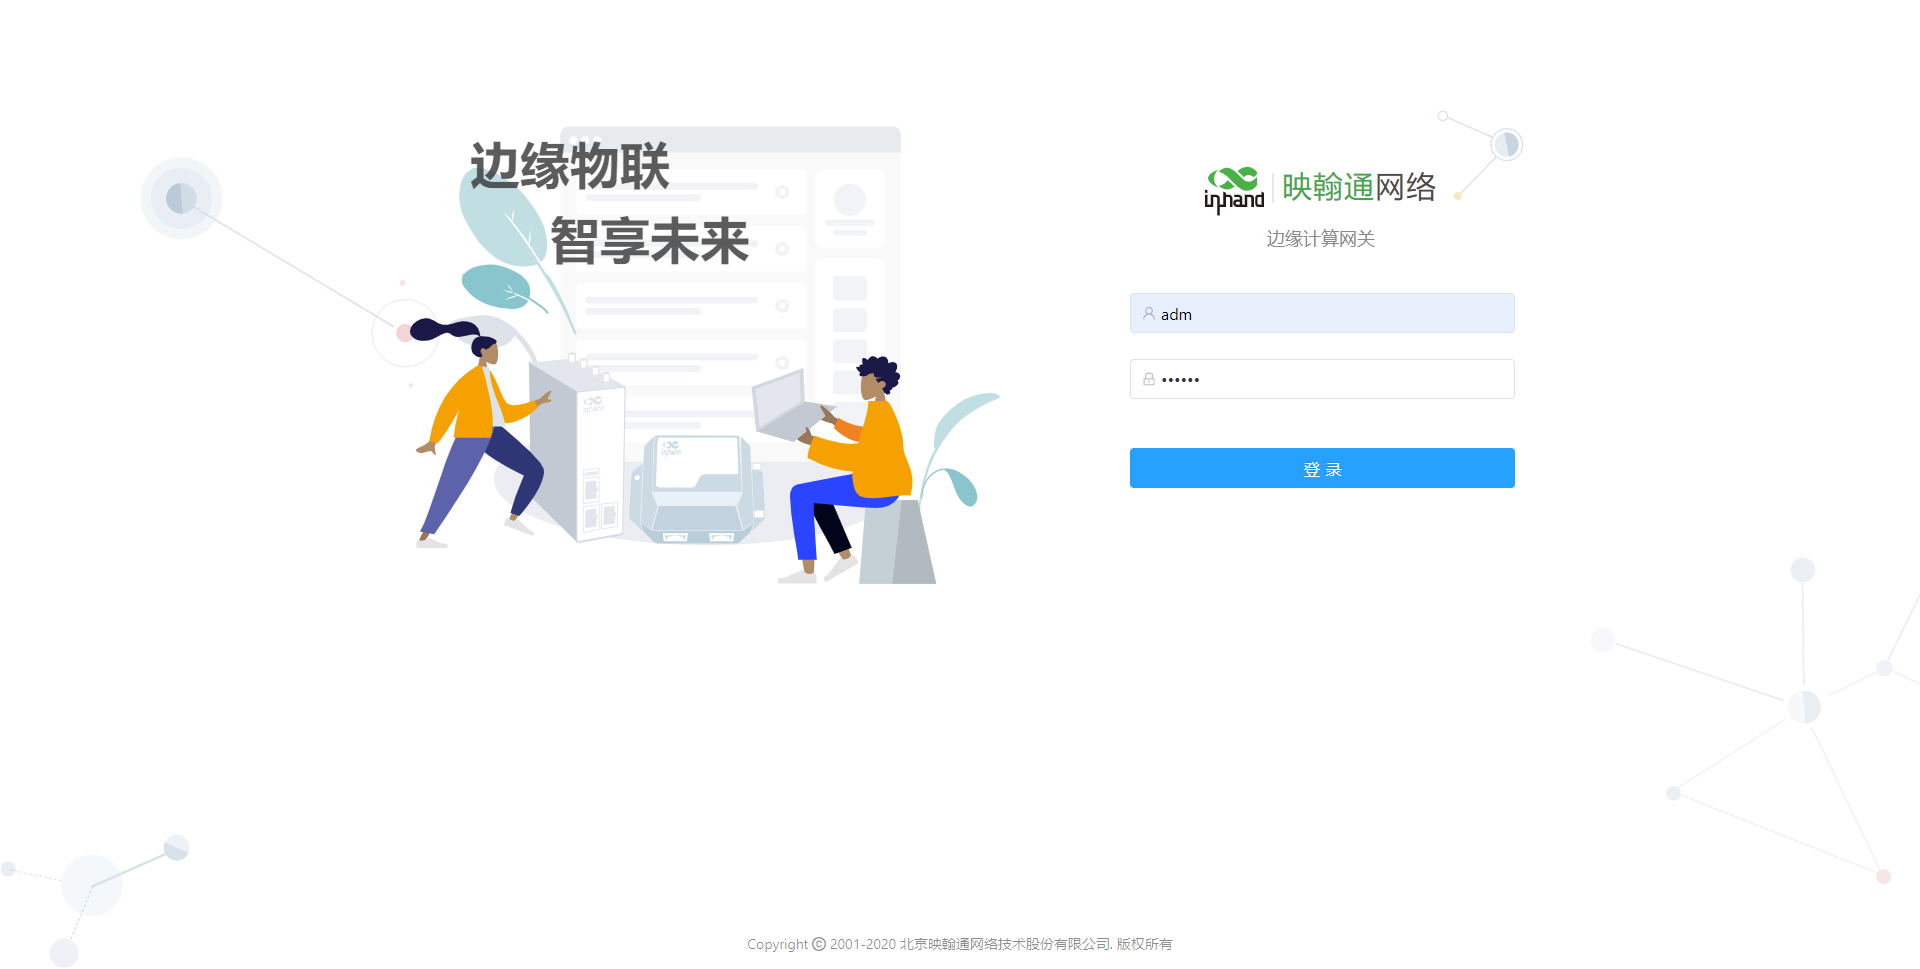 边缘物联
智享未来
inhand
映翰通网络
边缘计算网关
adm
••••••
登 录
inhand
inhand
Copyright © 2001-2020 北京映翰通网络技术股份有限公司. 版权所有